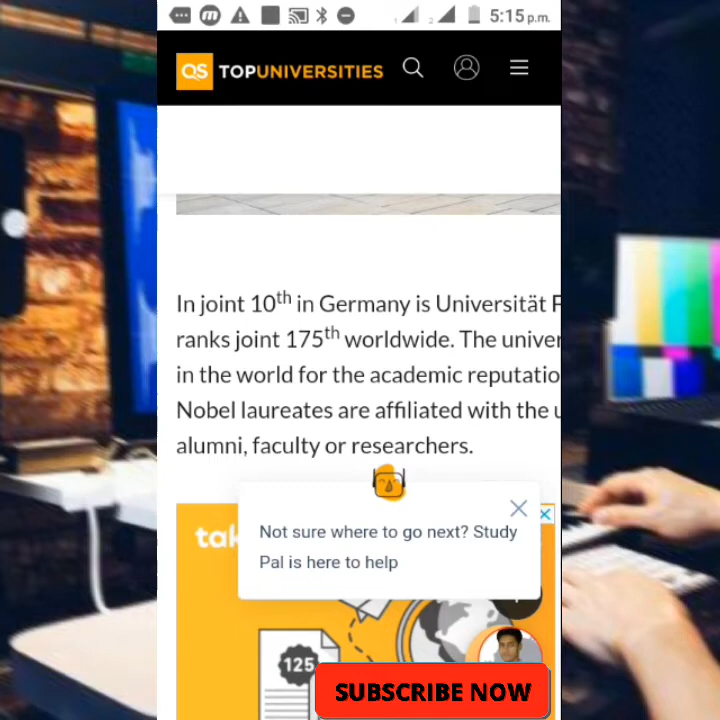 5:15 p.m.
QS TOPUNIVERSITIES
In joint 10th in Germany is Universität F
ranks joint 175th worldwide. The univer
in the world for the academic reputatio
Nobel laureates are affiliated with the u
alumni, faculty or researchers.
Not sure where to go next? Study
Pal is here to help
tak
125
SUBSCRIBE NOW